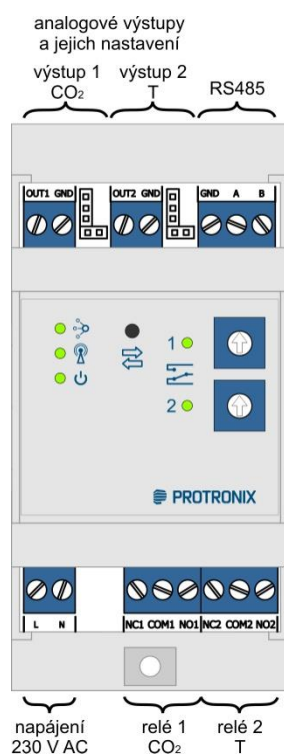 analogové výstupy
a jejich nastavení
výstup 1 výstup 2 RS485
CO₂ T
OUT1 GND OUT2 GND GND A B
1
2
PROTRONIX
L N NC1 COM1 NO1 NC2 COM2 NO2
napájení relé 1 relé 2
230 V AC CO₂ T